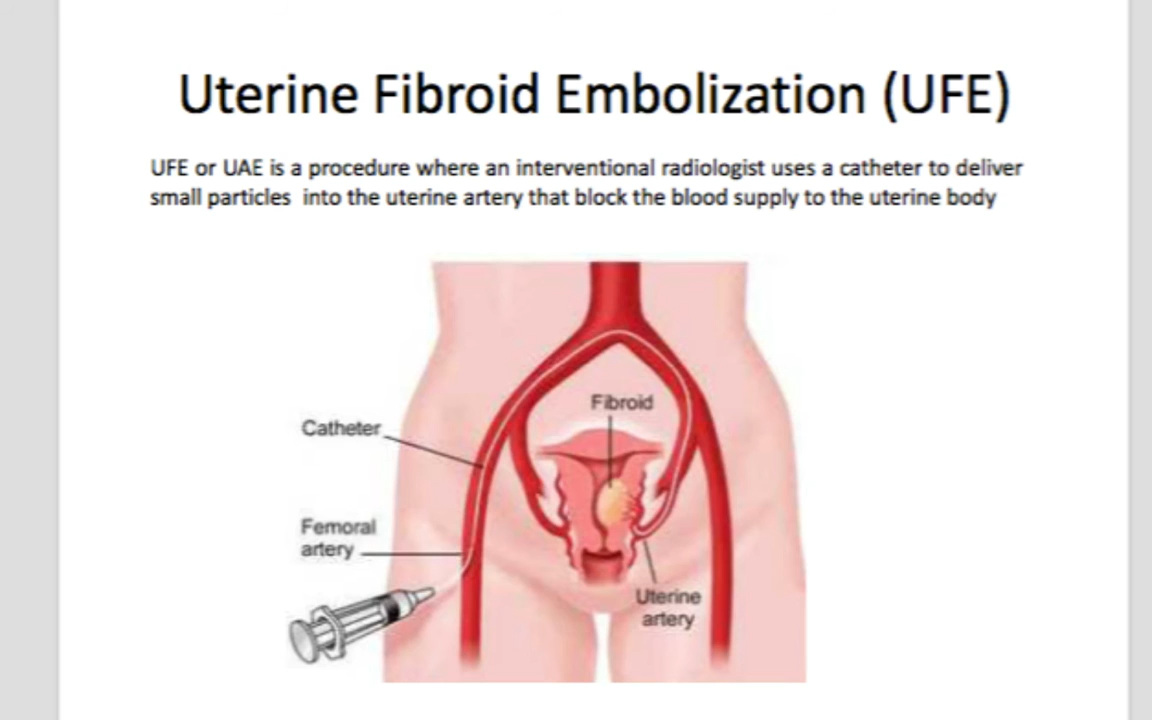 Uterine Fibroid Embolization (UFE)
UFE or UAE is a procedure where an interventional radiologist uses a catheter to deliver
small particles  into the uterine artery that block the blood supply to the uterine body
Fibroid
Catheter
Femoral
artery
Uterine
artery